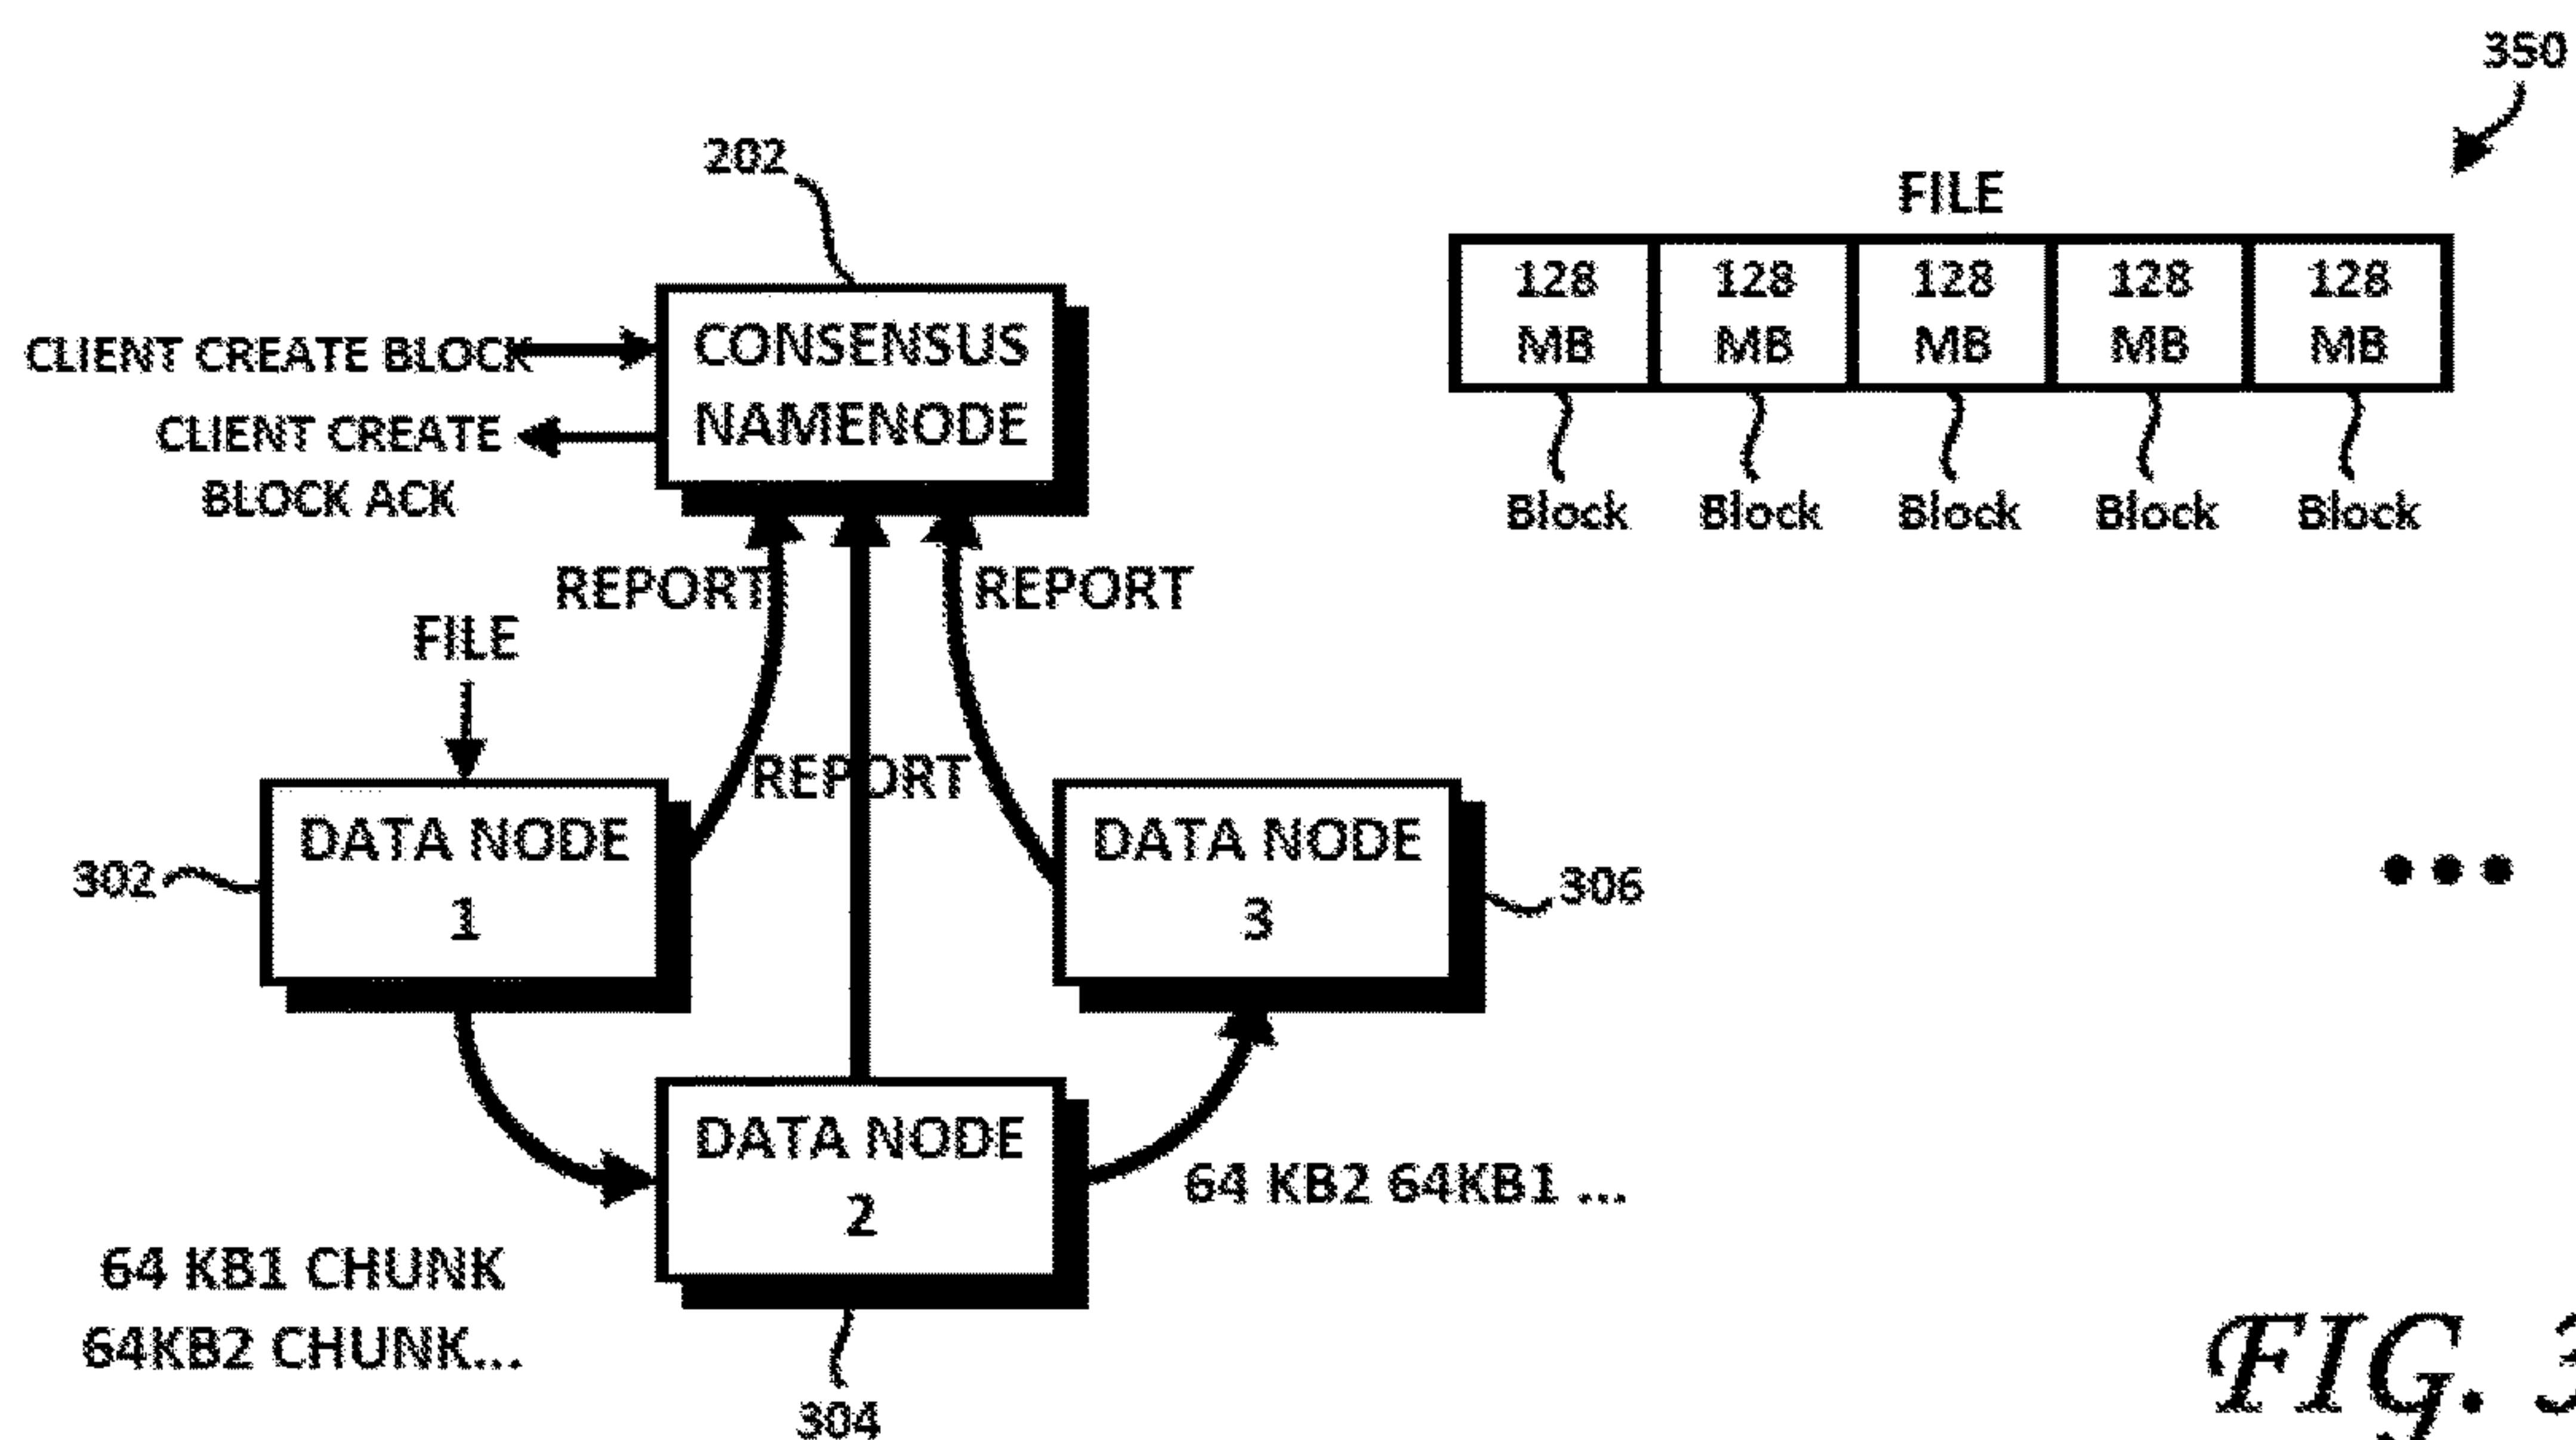 350
202
FILE
128 128 128 128 128
MB MB MB MB MB
Block Block Block Block Block
CLIENT CREATE BLOCK
CLIENT CREATE
BLOCK ACK
CONSENSUS
NAMENODE
REPORT
REPORT
REPORT
FILE
302
DATA NODE
1
DATA NODE
3
306
•••
DATA NODE
2
304
64 KB1 CHUNK
64KB2 CHUNK...
64 KB2 64KB1 ...
FIG. 3